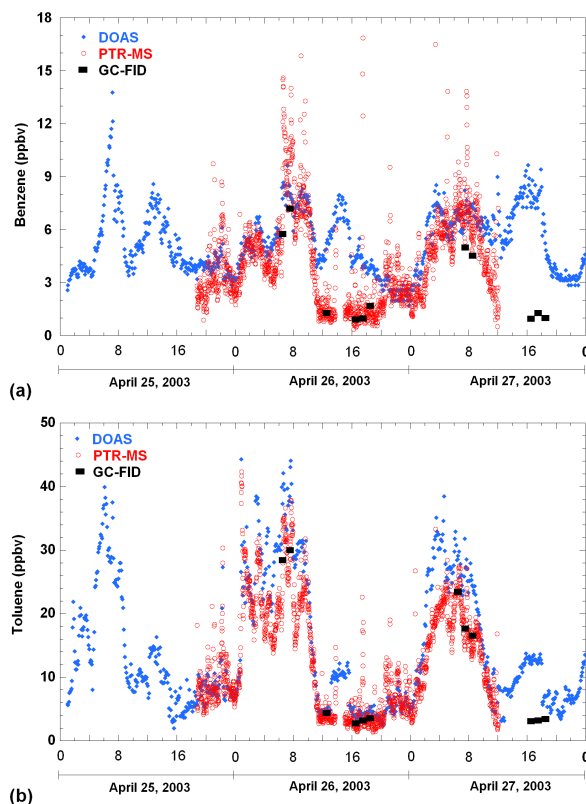 18
15
12
9
6
3
0
Benzene (ppbv)
DOAS
PTR-MS
GC-FID
0 8 16 0 8 16 0 8 16 0
April 25, 2003 April 26, 2003 April 27, 2003
(a)
50
40
30
20
10
0
Toluene (ppbv)
DOAS
PTR-MS
GC-FID
0 8 16 0 8 16 0 8 16 0
April 25, 2003 April 26, 2003 April 27, 2003
(b)